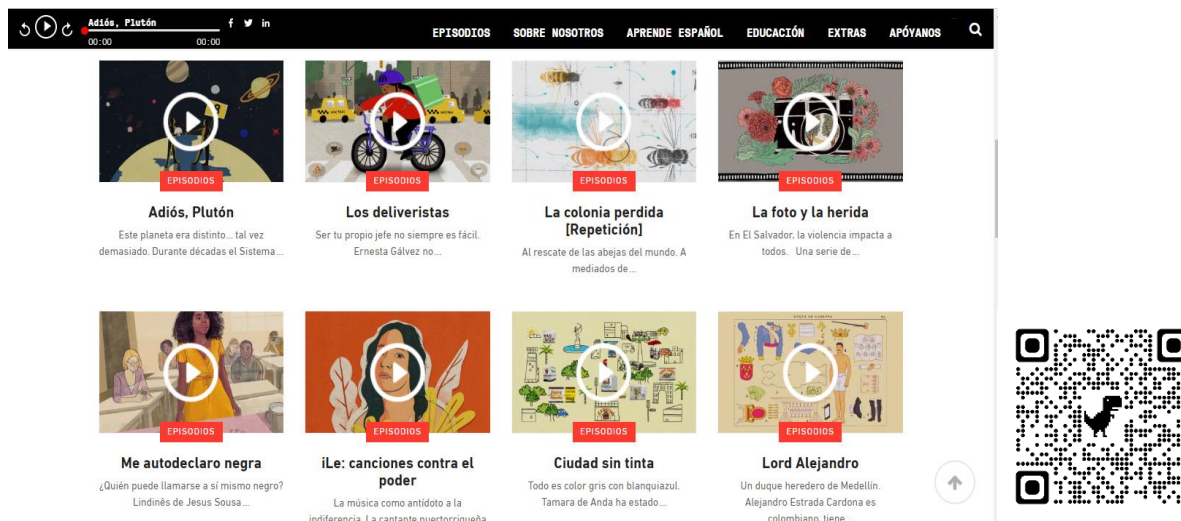 Adiós, Plutón
00:00 00:00
EPISODIOS SOBRE NOSOTROS APRENDE ESPAÑOL EDUCACIÓN EXTRAS APÓYANOS
EPISODIOS
Adiós, Plutón
Este planeta era distinto... tal vez
demasiado. Durante décadas el Sistema...
EPISODIOS
Los deliveristas
Ser tu propio jefe no siempre es fácil.
Ernesta Gálvez no...
EPISODIOS
La colonia perdida
[Repetición]
Al rescate de las abejas del mundo. A
mediados de...
EPISODIOS
La foto y la herida
En El Salvador, la violencia impacta a
todos. Una serie de...
EPISODIOS
Me autodeclaro negra
¿Quién puede llamarse a sí mismo negro?
Lindinês de Jesus Sousa...
EPISODIOS
iLe: canciones contra el
poder
La música como antídoto a la
indiferencia. La cantante puertorriqueña
EPISODIOS
Ciudad sin tinta
Todo es color gris con blanquiazul.
Tamara de Anda ha estado...
EPISODIOS
Lord Alejandro
Un duque heredero de Medellín.
Alejandro Estrada Cardona es
colombiano, tiene